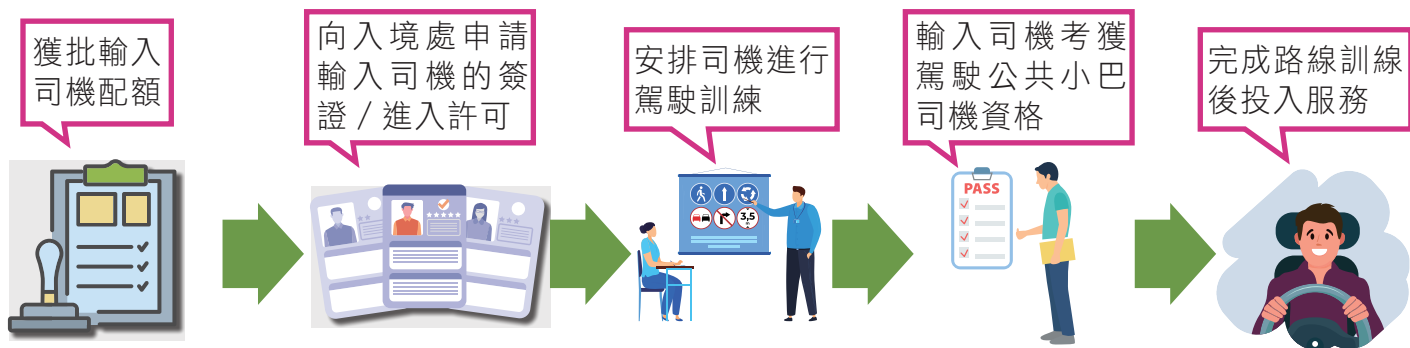 獲批輸入
司機配額
向入境處申請
輸入司機的簽
證／進入許可
安排司機進行
駕駛訓練
3,5
m
輸入司機考獲
駕駛公共小巴
司機資格
PASS
完成路線訓線
後投入服務